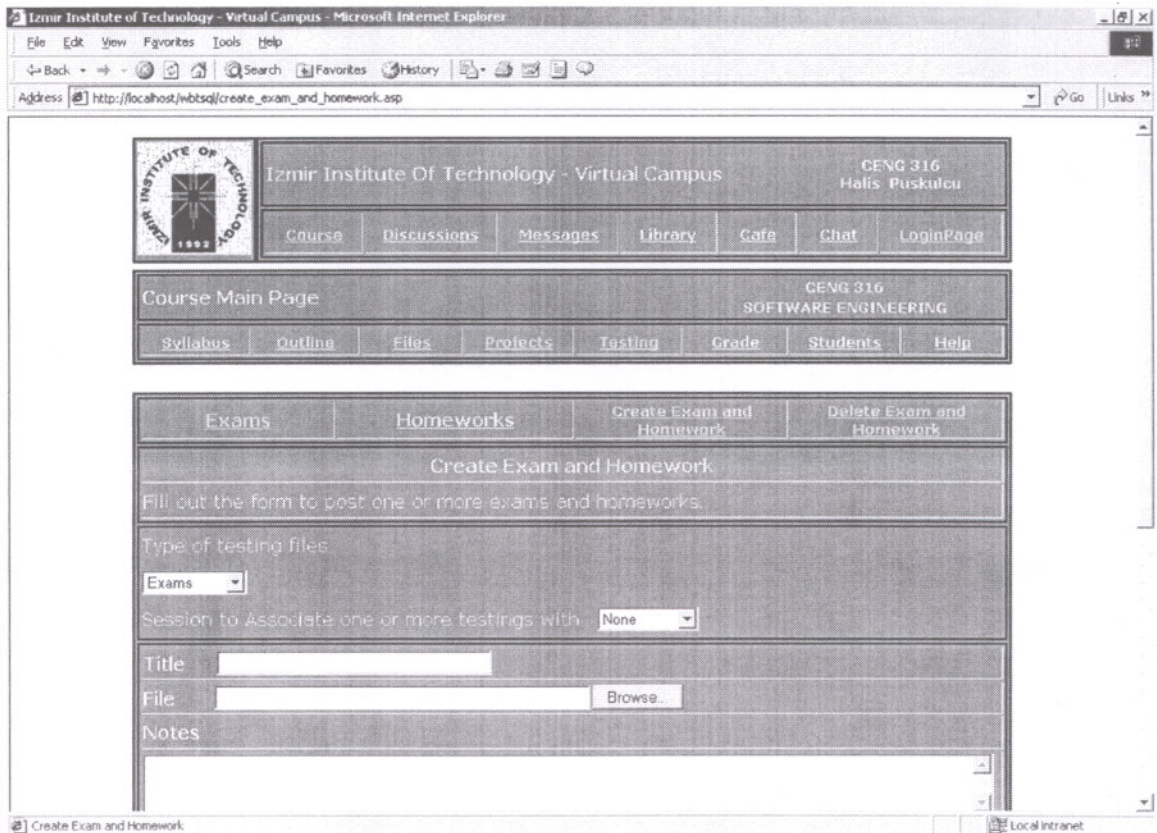 Izmir Institute of Technology - Virtual Campus - Microsoft Internet Explorer
File Edit View Favorites Tools Help
Back Search Favorites History
Address http://localhost/wbtsql/create_exam_and_homework.asp Go Links »
IZMIR INSTITUTE OF TECHNOLOGY
1992
Izmir Institute Of Technology - Virtual Campus
CENG 316
Halis Puskulcu
Course Discussions Messages Library Cafe Chat LoginPage
Course Main Page
CENG 316
SOFTWARE ENGINEERING
Syllabus Outline Files Projects Testing Grade Students Help
Exams Homeworks Create Exam and Homework Delete Exam and Homework
Create Exam and Homework
Fill out the form to post one or more exams and homeworks.
Type of testing files
Exams
Session to Associate one or more testings with None
Title
File Browse...
Notes
Create Exam and Homework Local intranet